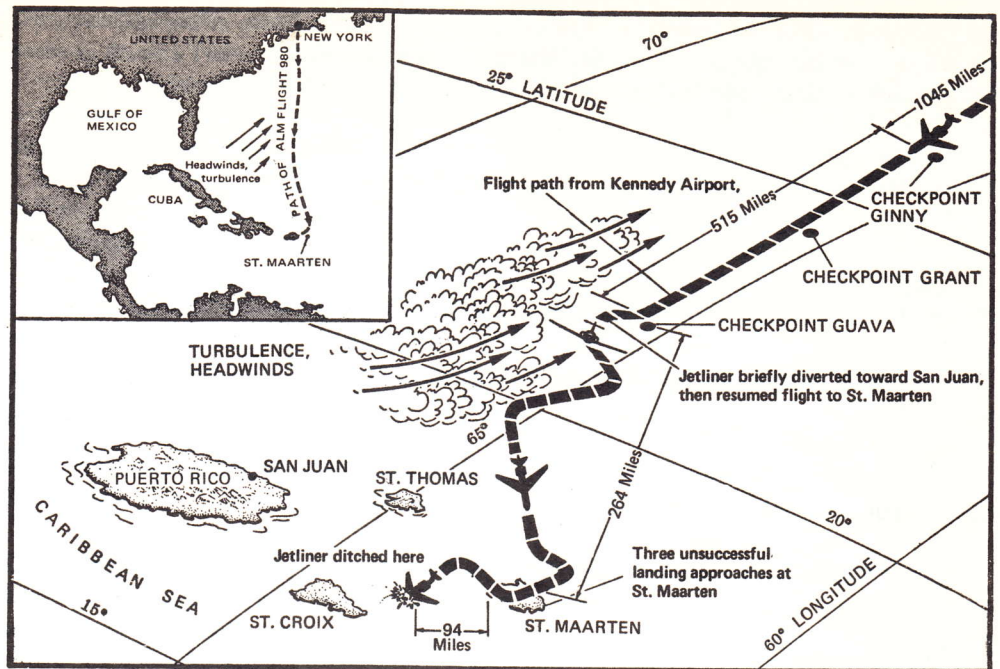 UNITED STATES
NEW YORK
PATH OF ALM FLIGHT 980
GULF OF
MEXICO
Headwinds,
turbulence
CUBA
ST. MAARTEN
70°
25° LATITUDE
1045 Miles
Flight path from Kennedy Airport,
515 Miles
CHECKPOINT
GINNY
CHECKPOINT GRANT
CHECKPOINT GUAVA
TURBULENCE,
HEADWINDS
Jetliner briefly diverted toward San Juan,
then resumed flight to St. Maarten
65°
264 Miles
SAN JUAN
PUERTO RICO
ST. THOMAS
20°
CARIBBEAN SEA
Jetliner ditched here
Three unsuccessful
landing approaches at
St. Maarten
15°
ST. CROIX
94
Miles
ST. MAARTEN
60° LONGITUDE